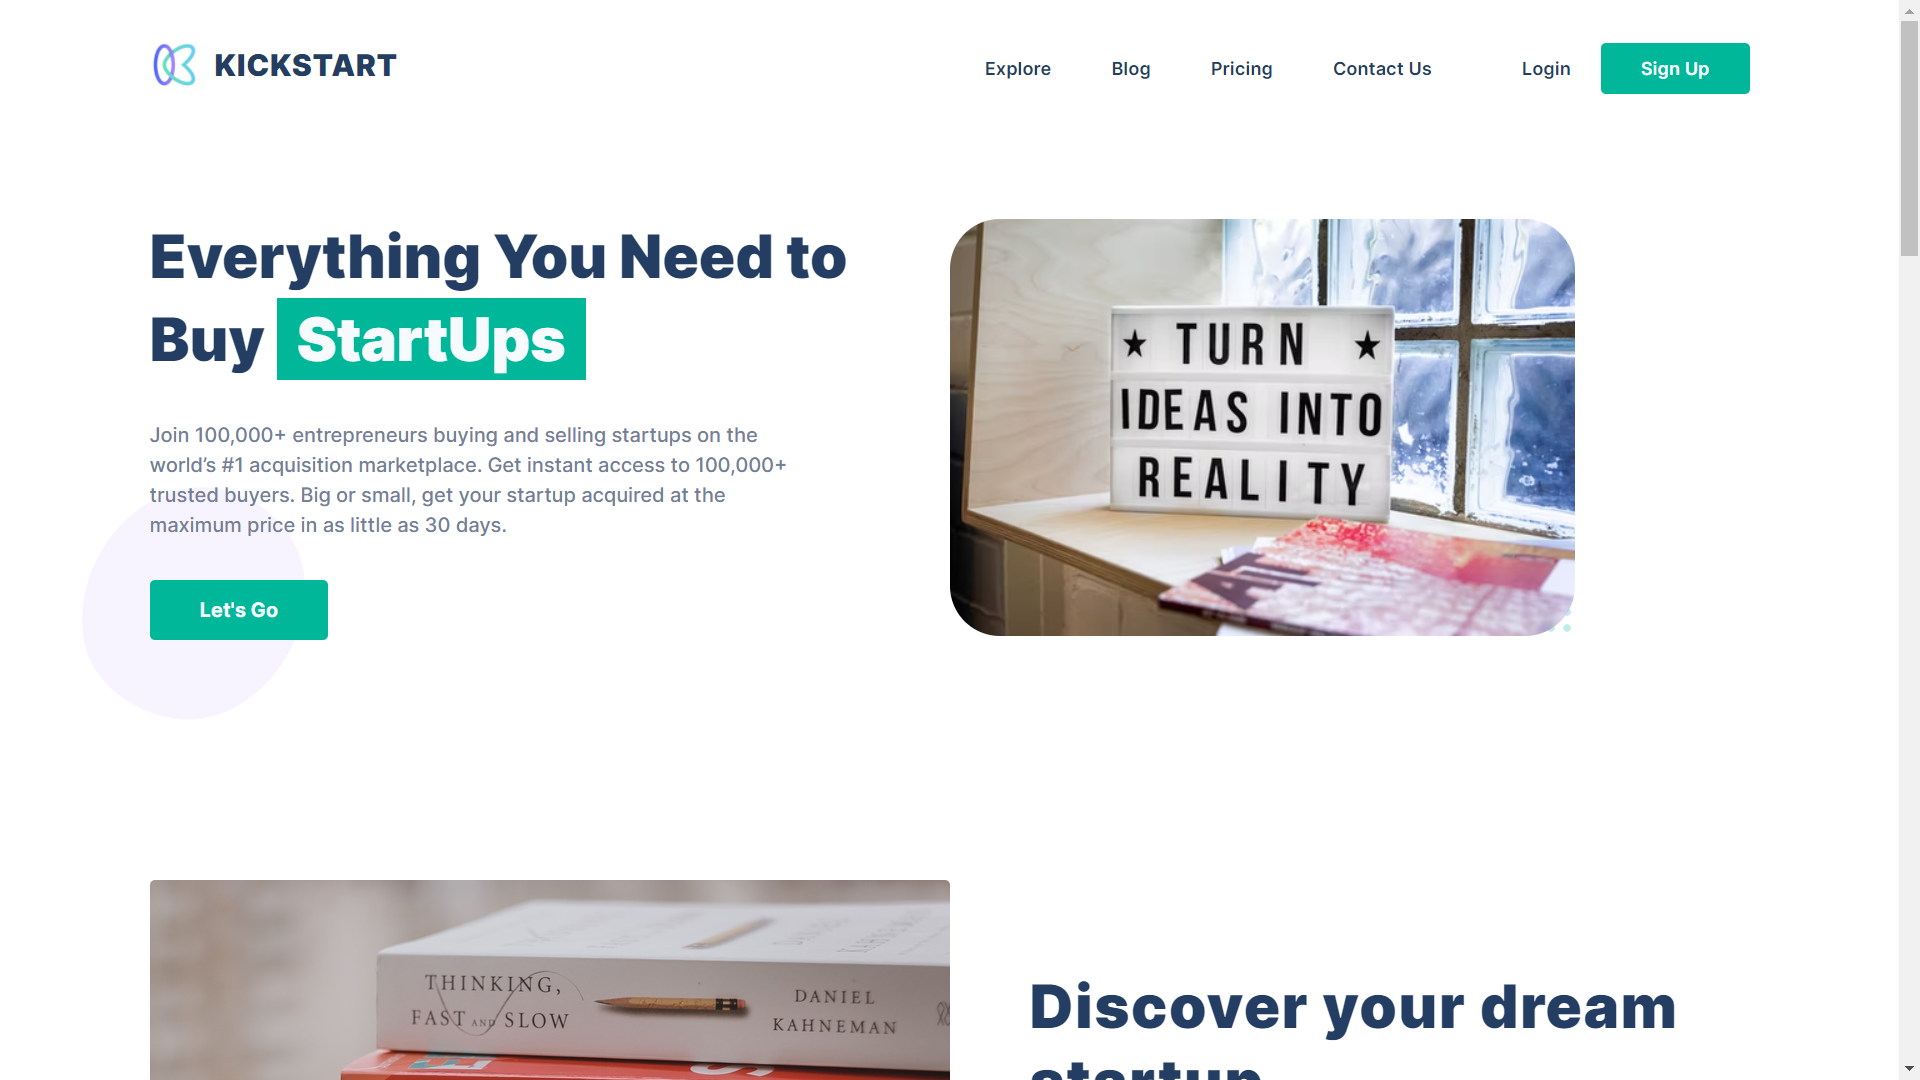 KICKSTART
Explore
Blog
Pricing
Contact Us
Login
Sign Up
Everything You Need to
Buy StartUps
Join 100,000+ entrepreneurs buying and selling startups on the
world’s #1 acquisition marketplace. Get instant access to 100,000+
trusted buyers. Big or small, get your startup acquired at the
maximum price in as little as 30 days.
Let's Go
★ TURN ★
IDEAS INTO
REALITY
THINKING,
FAST AND SLOW
DANIEL
KAHNEMAN
Discover your dream
startup